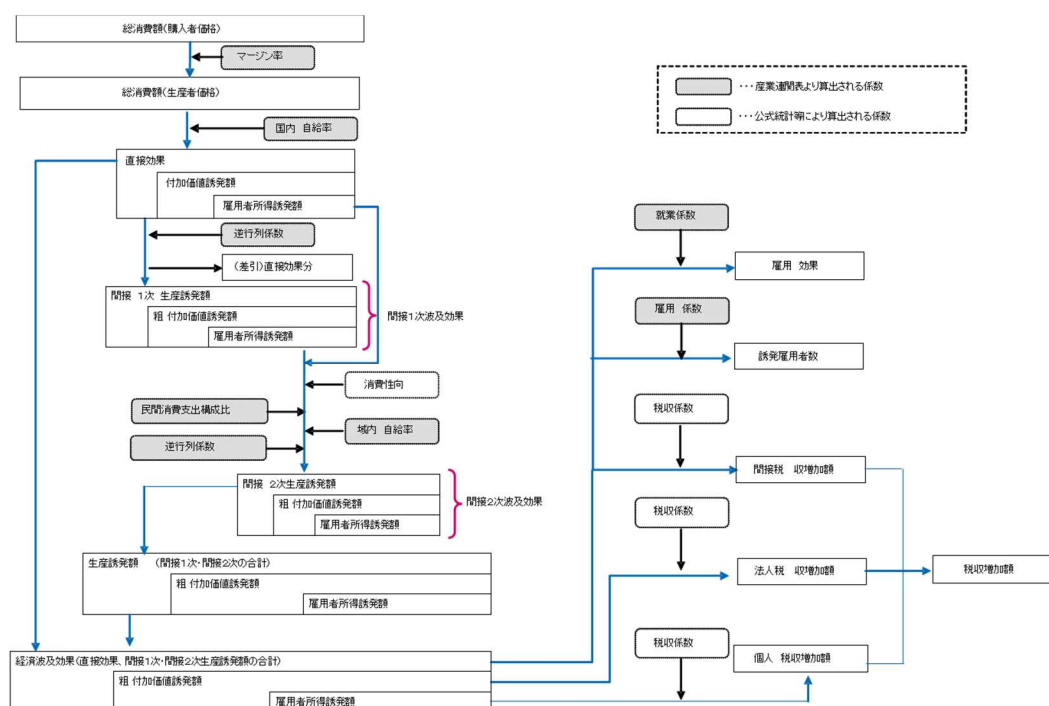 総消費額(購入者価格)
マージン率
総消費額(生産者価格)
国内 自給率
直接効果
付加価値誘発額
雇用者所得誘発額
逆行列係数
(差引)直接効果分
間接 1次 生産誘発額
粗 付加価値誘発額
雇用者所得誘発額
間接1次波及効果
消費性向
民間消費支出構成比
域内 自給率
逆行列係数
間接 2次生産誘発額
粗 付加価値誘発額
雇用者所得誘発額
間接2次波及効果
生産誘発額 (間接1次・間接2次の合計)
粗 付加価値誘発額
雇用者所得誘発額
経済波及効果(直接効果、間接1次・間接2次生産誘発額の合計)
粗 付加価値誘発額
雇用者所得誘発額
・・・産業連関表より算出される係数
・・・公式統計等により算出される係数
就業係数
雇用 効果
雇用 係数
誘発雇用者数
税収係数
間接税 収増加額
税収係数
法人税 収増加額
税収増加額
税収係数
個人 税収増加額